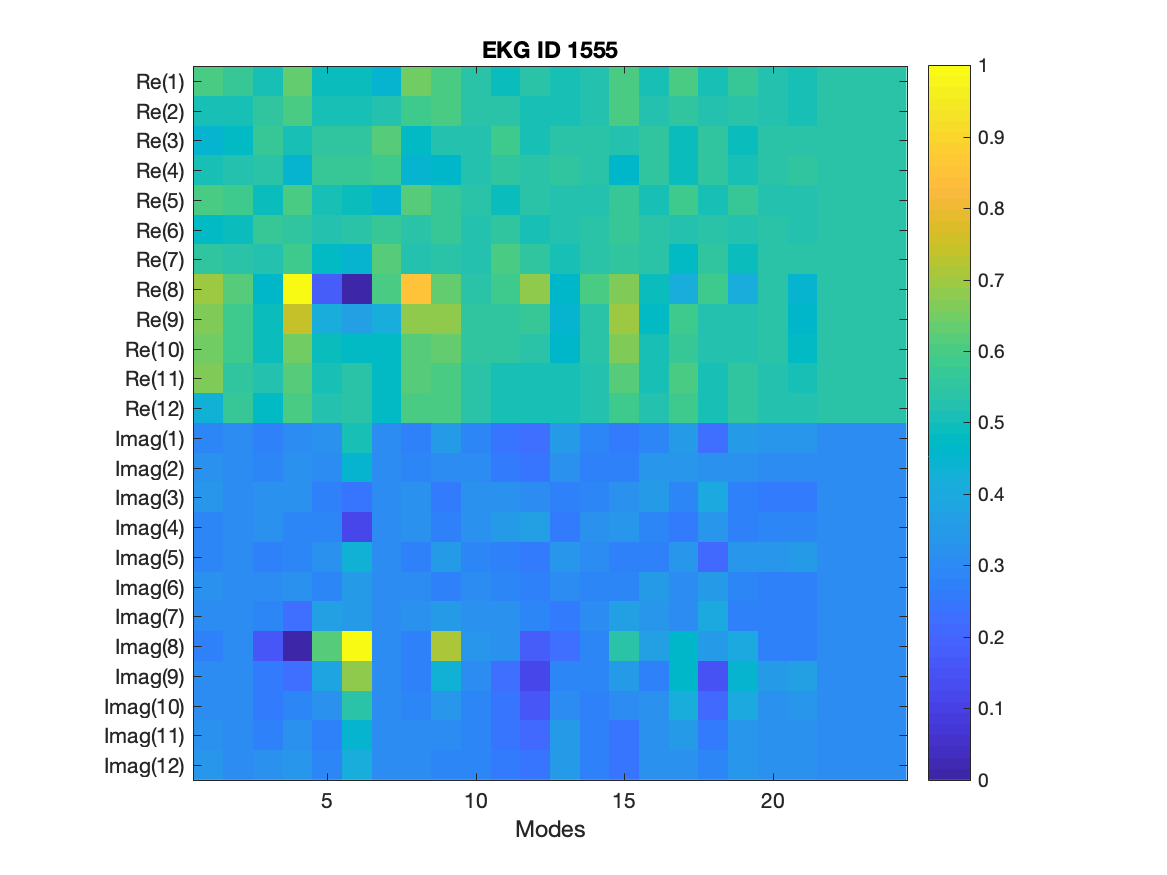 EKG ID 1555
Re(1)
Re(2)
Re(3)
Re(4)
Re(5)
Re(6)
Re(7)
Re(8)
Re(9)
Re(10)
Re(11)
Re(12)
Imag(1)
Imag(2)
Imag(3)
Imag(4)
Imag(5)
Imag(6)
Imag(7)
Imag(8)
Imag(9)
Imag(10)
Imag(11)
Imag(12)
5 10 15 20
Modes
1
0.9
0.8
0.7
0.6
0.5
0.4
0.3
0.2
0.1
0